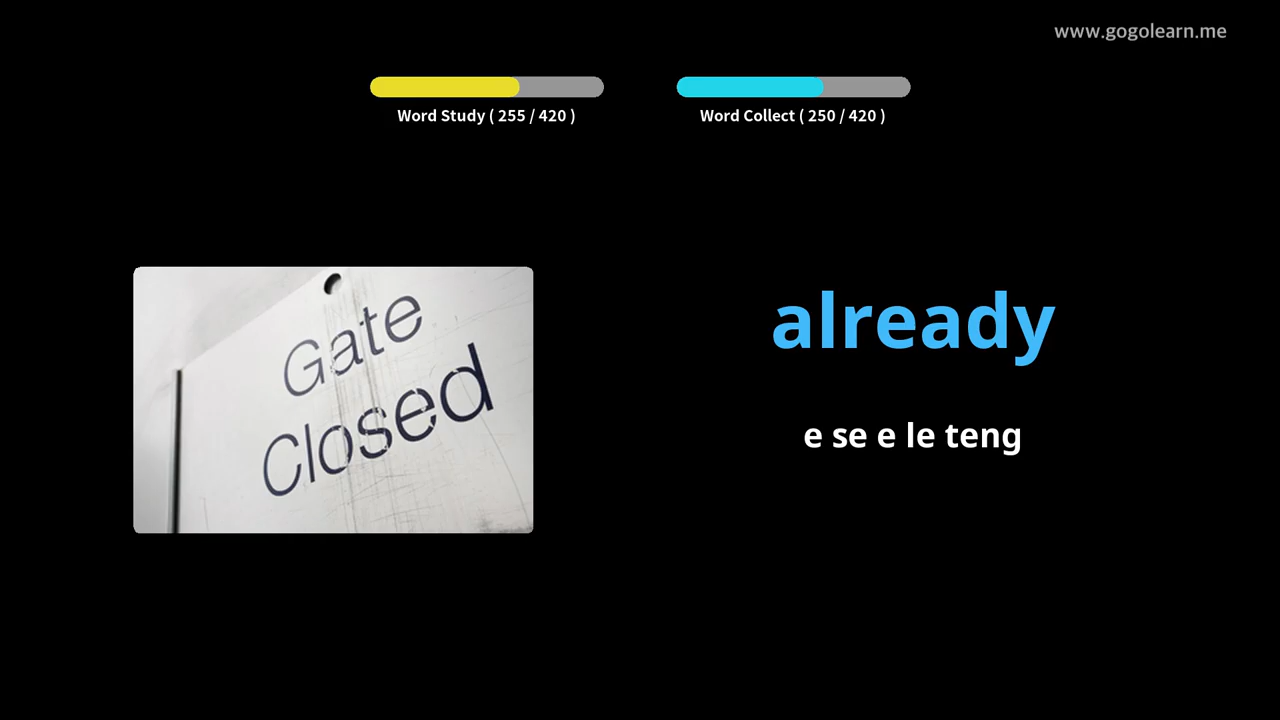 www.gogolearn.me
Word Study ( 255 / 420 )
Word Collect ( 250 / 420 )
Gate
Closed
already
e se e le teng